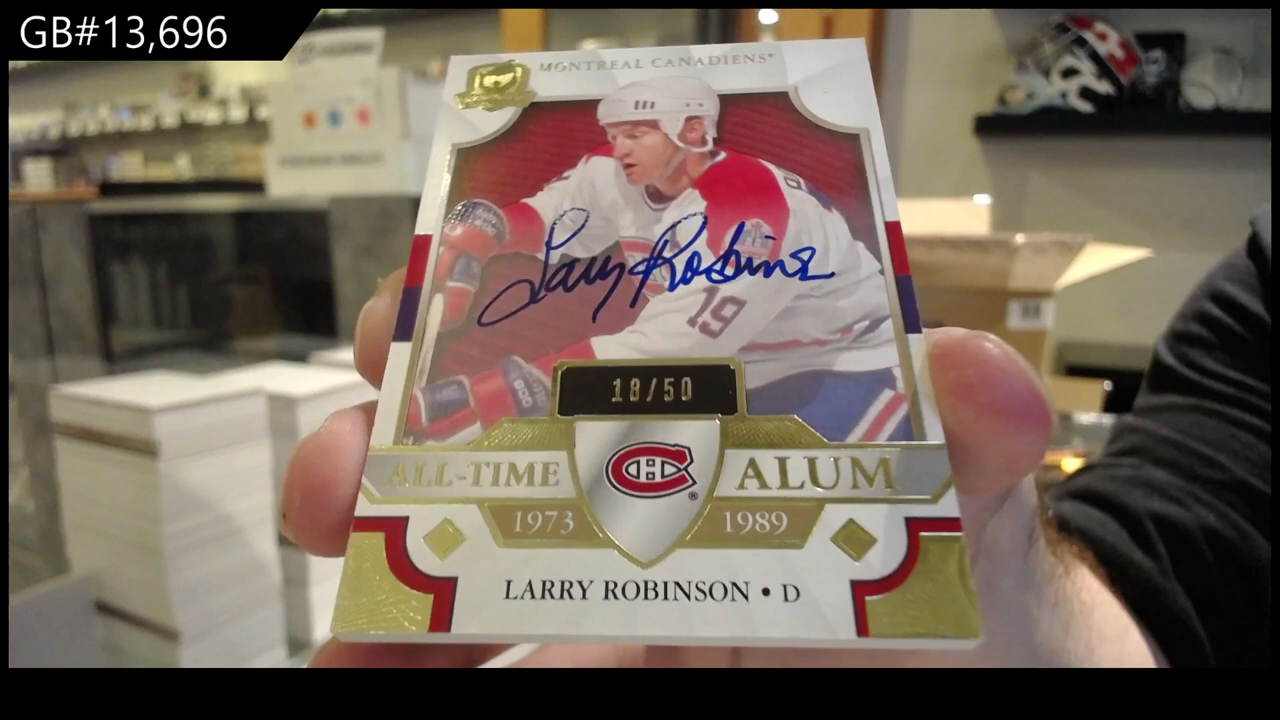 GB#13,696
MONTREAL CANADIENS
Larry Robinson
19
18/50
ALL-TIME ALUM
1973 1989
LARRY ROBINSON • D